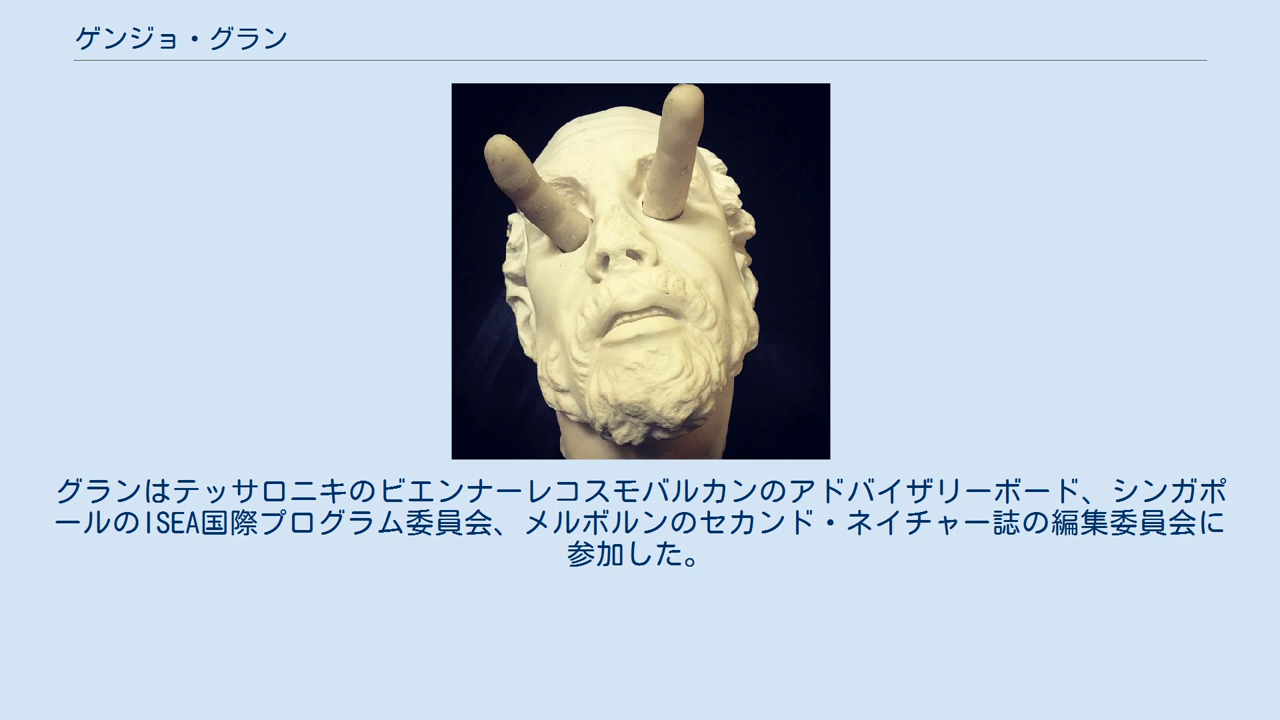 ゲンジョ・グラン
グランはテッサロニキのビエンナーレコスモバルカンのアドバイザリーボード、シンガポ
ールのISEA国際プログラム委員会、メルボルンのセカンド・ネイチャー誌の編集委員会に
参加した。